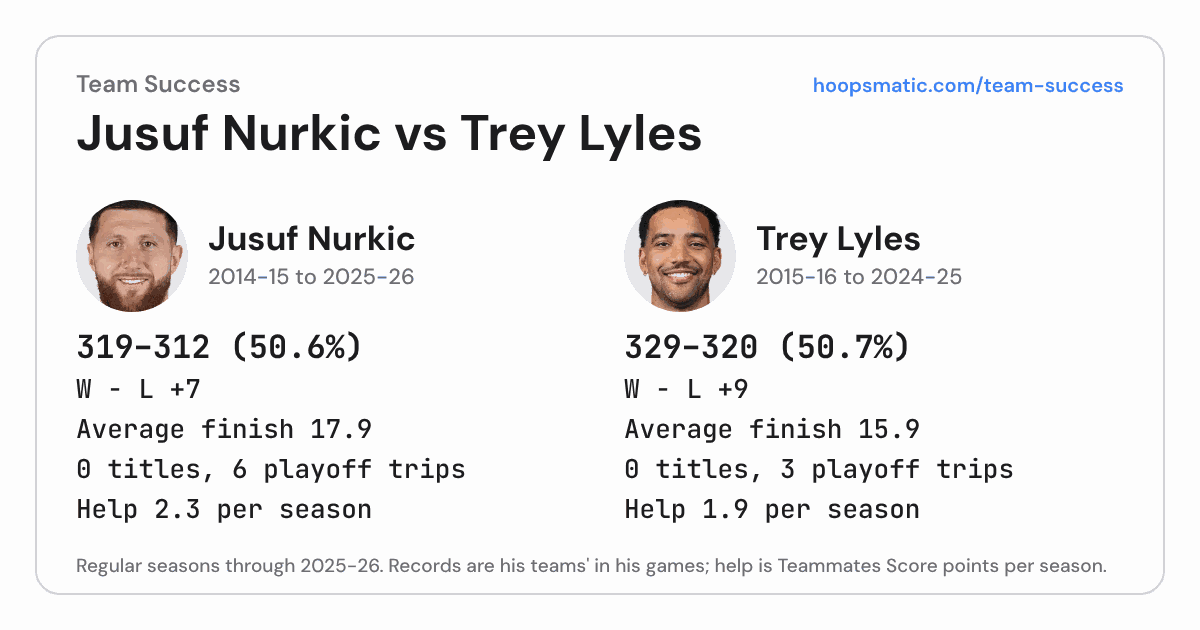 Team Success
hoopsmatic.com/team-success
Jusuf Nurkic vs Trey Lyles
Jusuf Nurkic
2014-15 to 2025-26
319-312 (50.6%)
W - L +7
Average finish 17.9
0 titles, 6 playoff trips
Help 2.3 per season
Trey Lyles
2015-16 to 2024-25
329-320 (50.7%)
W - L +9
Average finish 15.9
0 titles, 3 playoff trips
Help 1.9 per season
Regular seasons through 2025-26. Records are his teams' in his games; help is Teammates Score points per season.